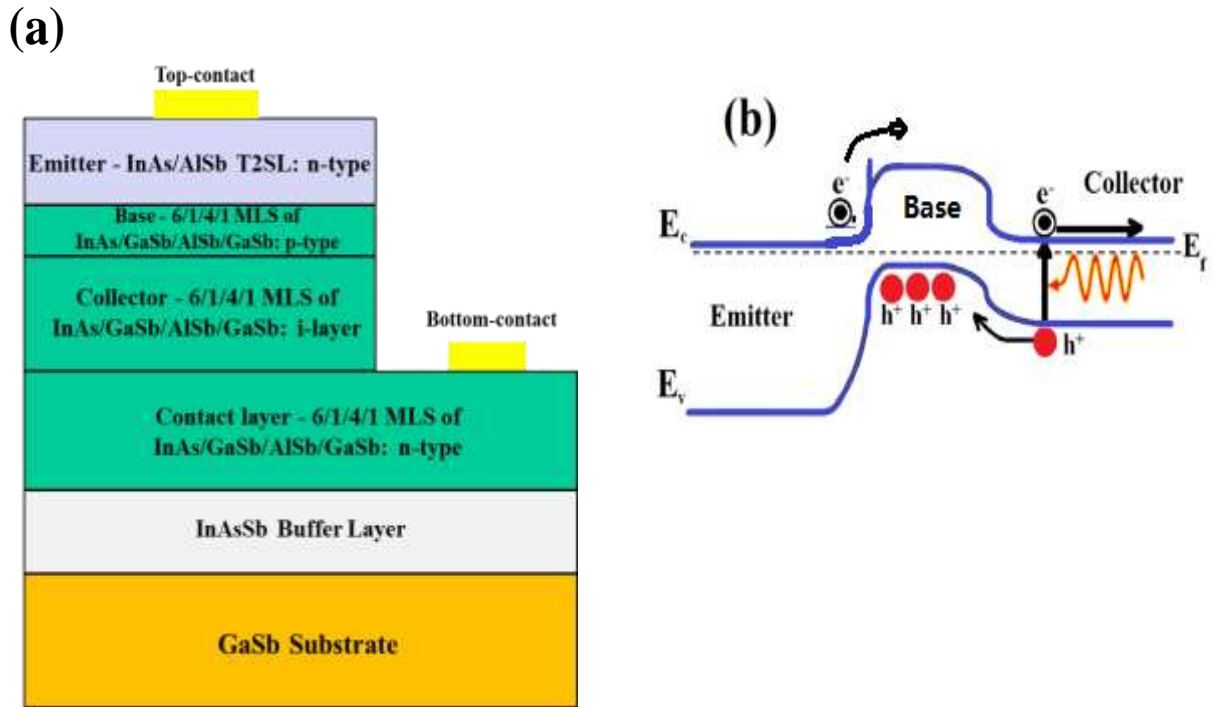 (a)
Top-contact
Emitter - InAs/AlSb T2SL: n-type
Base - 6/1/4/1 MLS of
InAs/GaSb/AlSb/GaSb: p-type
Collector - 6/1/4/1 MLS of
InAs/GaSb/AlSb/GaSb: i-layer
Bottom-contact
Contact layer - 6/1/4/1 MLS of
InAs/GaSb/AlSb/GaSb: n-type
InAsSb Buffer Layer
GaSb Substrate
(b)
e-
Base
e-
Collector
Ec
Ef
Emitter
h+ h+ h+
h+
Ev